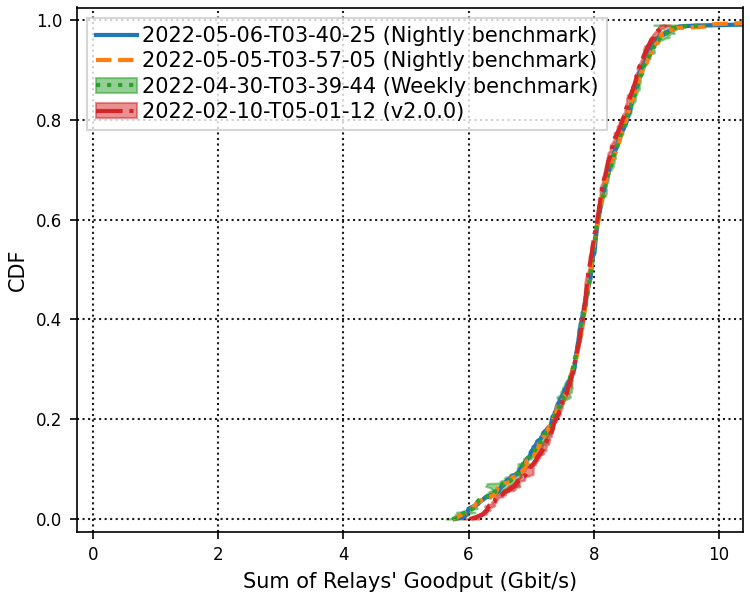 1.0
0.8
0.6
0.4
0.2
0.0
CDF
2022-05-06-T03-40-25 (Nightly benchmark)
2022-05-05-T03-57-05 (Nightly benchmark)
2022-04-30-T03-39-44 (Weekly benchmark)
2022-02-10-T05-01-12 (v2.0.0)
0 2 4 6 8 10
Sum of Relays' Goodput (Gbit/s)